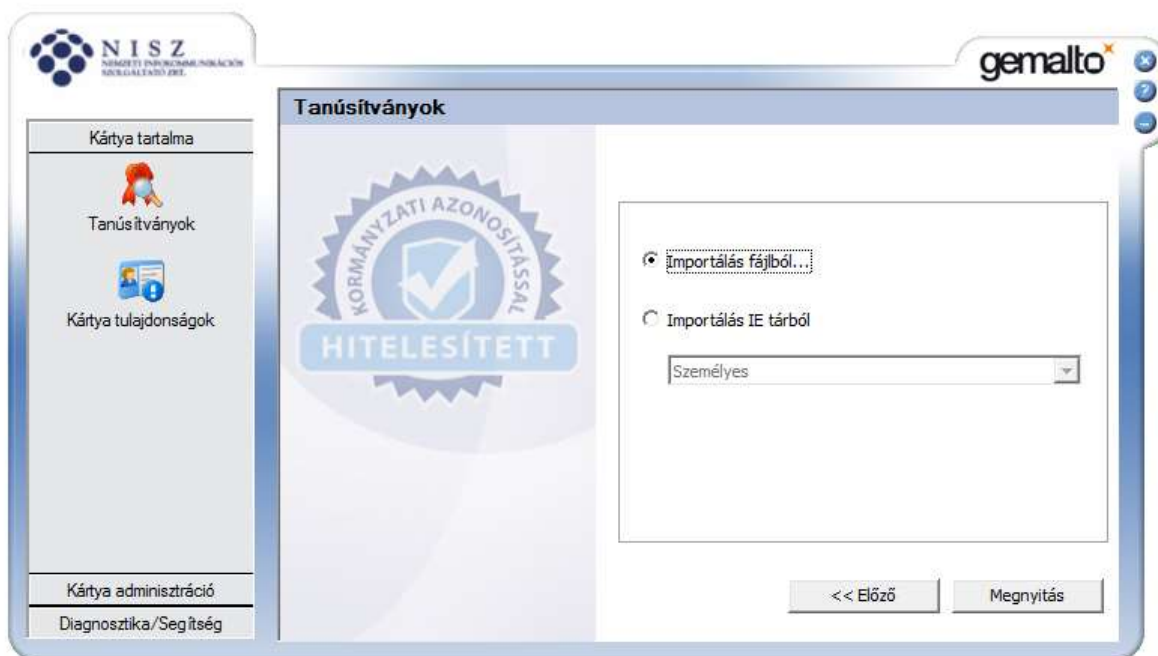 NISZ
NEMZETI INFOKOMMUNIKÁCIÓS
SZOLGÁLTATÓ ZRT.
gemalto
Tanúsítványok
Kártya tartalma
Tanúsítványok
Kártya tulajdonságok
Kártya adminisztráció
Diagnosztika/Segítség
KORMÁNYZATI AZONOSÍTÁSSAL
HITELESÍTETT
Importálás fájlból...
Importálás IE tárból
Személyes
<< Előző
Megnyitás